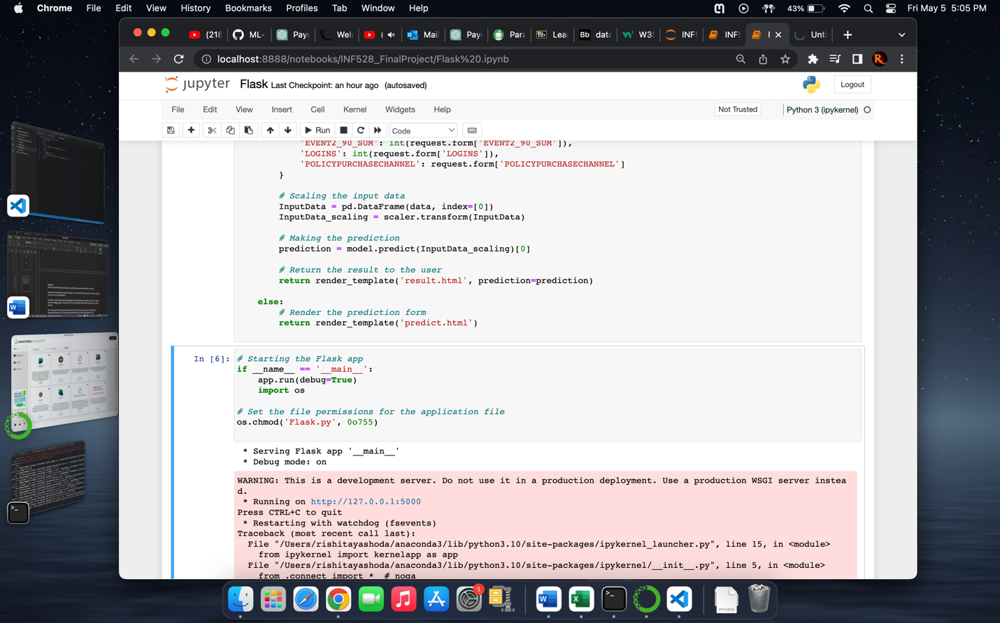 Chrome File Edit View History Bookmarks Profiles Tab Window Help 43% Fri May 5 5:05 PM
(218 ML- Payr Wel ( Mail Payr Para Lea Bb data W3S INF! INF! F Unti
localhost:8888/notebooks/INF528_FinalProject/Flask%20.ipynb
jupyter Flask Last Checkpoint: an hour ago (autosaved) Logout
File Edit View Insert Cell Kernel Widgets Help Not Trusted Python 3 (ipykernel)
Run Code
'EVENT2_90_SUM': int(request.form['EVENT2_90_SUM']),
'LOGINS': int(request.form['LOGINS']),
'POLICYPURCHASECHANNEL': request.form['POLICYPURCHASECHANNEL']
}
# Scaling the input data
InputData = pd.DataFrame(data, index=[0])
InputData_scaling = scaler.transform(InputData)
# Making the prediction
prediction = model.predict(InputData_scaling)[0]
# Return the result to the user
return render_template('result.html', prediction=prediction)
else:
# Render the prediction form
return render_template('predict.html')
In [6]: # Starting the Flask app
if __name__ == '__main__':
app.run(debug=True)
import os
# Set the file permissions for the application file
os.chmod('Flask.py', 0o755)
* Serving Flask app '__main__'
* Debug mode: on
WARNING: This is a development server. Do not use it in a production deployment. Use a production WSGI server instea
d.
* Running on http://127.0.0.1:5000
Press CTRL+C to quit
* Restarting with watchdog (fsevents)
Traceback (most recent call last):
File "/Users/rishitayashoda/anaconda3/lib/python3.10/site-packages/ipykernel_launcher.py", line 15, in <module>
from ipykernel import kernelapp as app
File "/Users/rishitayashoda/anaconda3/lib/python3.10/site-packages/ipykernel/__init__.py", line 5, in <module>
from .connect import * # noqa
ANACONDA NAVIGATOR
1
PYTHON